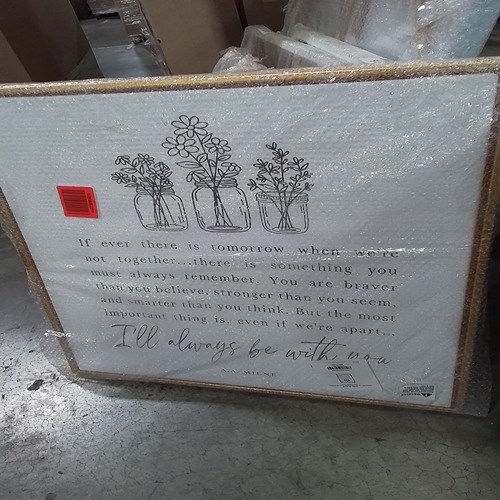 If ever there is tomorrow when we're
not together...there is something you
must always remember. You are braver
than you believe, stronger than you seem,
and smarter than you think. But the most
important thing is, even if we're apart...
I'll always be with you
A.A. MILNE